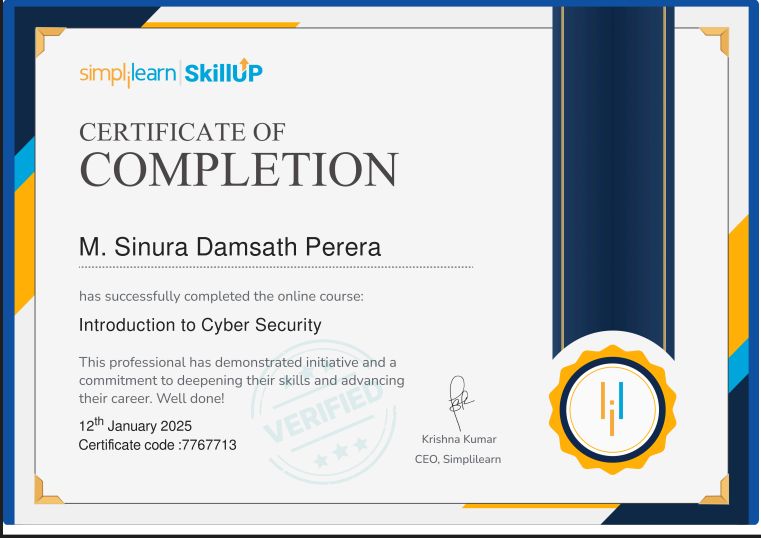 simplilearn | SkillUP
CERTIFICATE OF
COMPLETION
M. Sinura Damsath Perera
has successfully completed the online course:
Introduction to Cyber Security
This professional has demonstrated initiative and a
commitment to deepening their skills and advancing
their career. Well done!
VERIFIED
12th January 2025
Certificate code :7767713
Krishna Kumar
CEO, Simplilearn